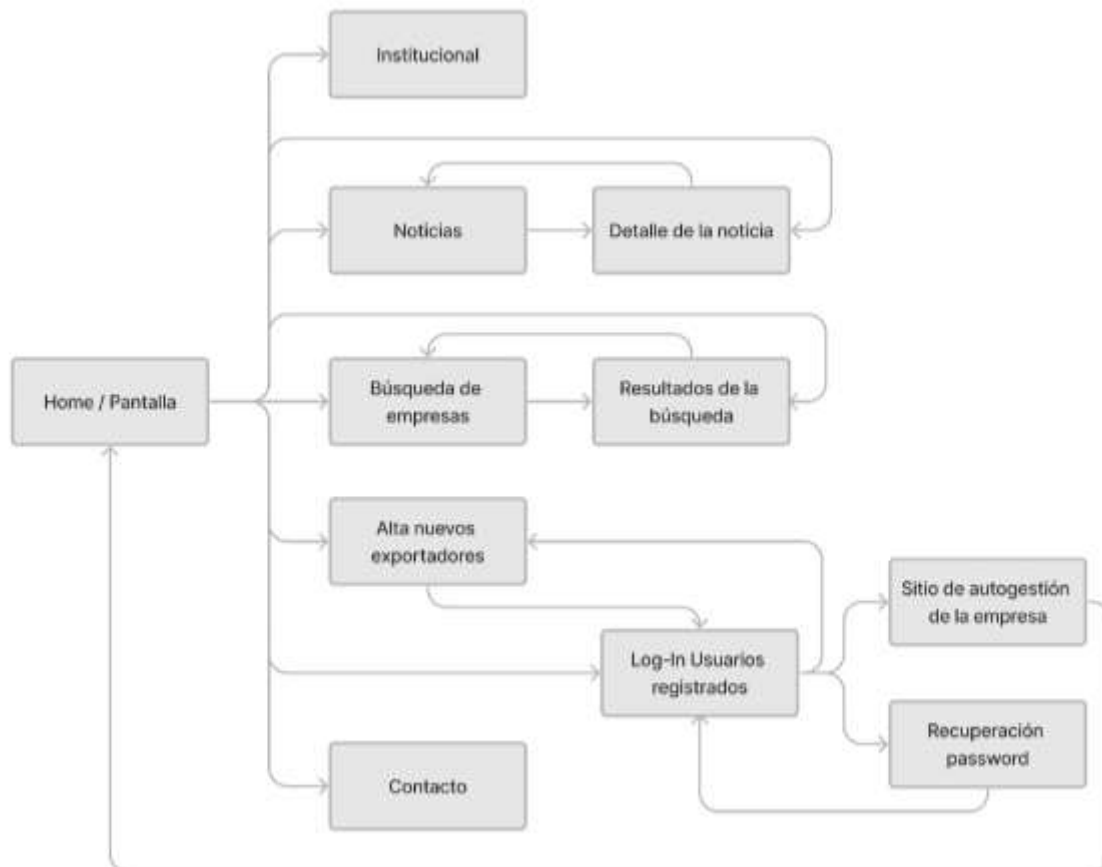 Institucional
Noticias
Detalle de la noticia
Home / Pantalla
Búsqueda de
empresas
Resultados de la
búsqueda
Alta nuevos
exportadores
Sitio de autogestión
de la empresa
Log-In Usuarios
registrados
Recuperación
password
Contacto